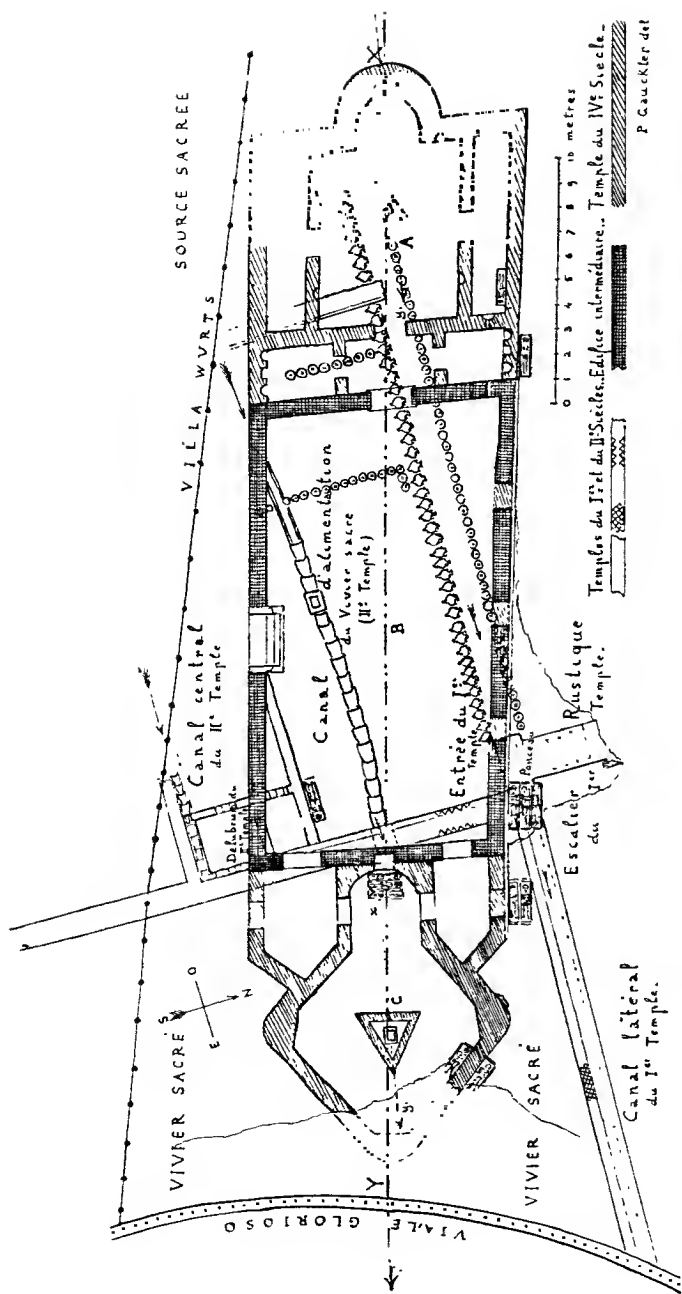 SOURCE SACRÉE
VILLA WURTS
Canal central
du IIe Temple
VIVIER SACRÉ
S
O
E
N
Canal
d'alimentation
du Vivier sacré
(IIe Temple)
X
A
B
C
Y
x
y
y
Entrée du Ier
Temple
Ponceau
Escalier Rustique
du Ier Temple.
Canal latéral
du Ier Temple.
VIVIER SACRÉ
VIALE
GLORIOSO
0 1 2 3 4 5 6 7 8 9 10 metres
Temples du Ier et du IIe Siècles... Edifice intermédiaire... Temple du IVe Siècle...
P Gauckler del